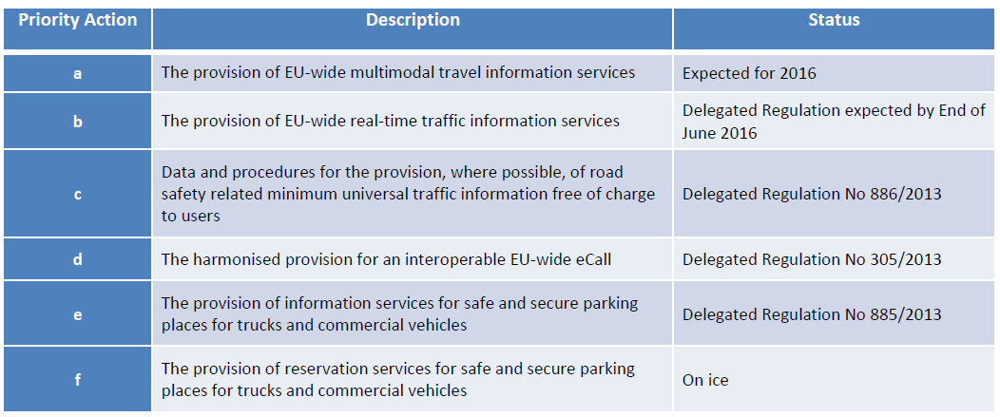 Priority Action Description Status
a The provision of EU-wide multimodal travel information services Expected for 2016
b The provision of EU-wide real-time traffic information services Delegated Regulation expected by End of
June 2016
c Data and procedures for the provision, where possible, of road
safety related minimum universal traffic information free of charge
to users Delegated Regulation No 886/2013
d The harmonised provision for an interoperable EU-wide eCall Delegated Regulation No 305/2013
e The provision of information services for safe and secure parking
places for trucks and commercial vehicles Delegated Regulation No 885/2013
f The provision of reservation services for safe and secure parking
places for trucks and commercial vehicles On ice